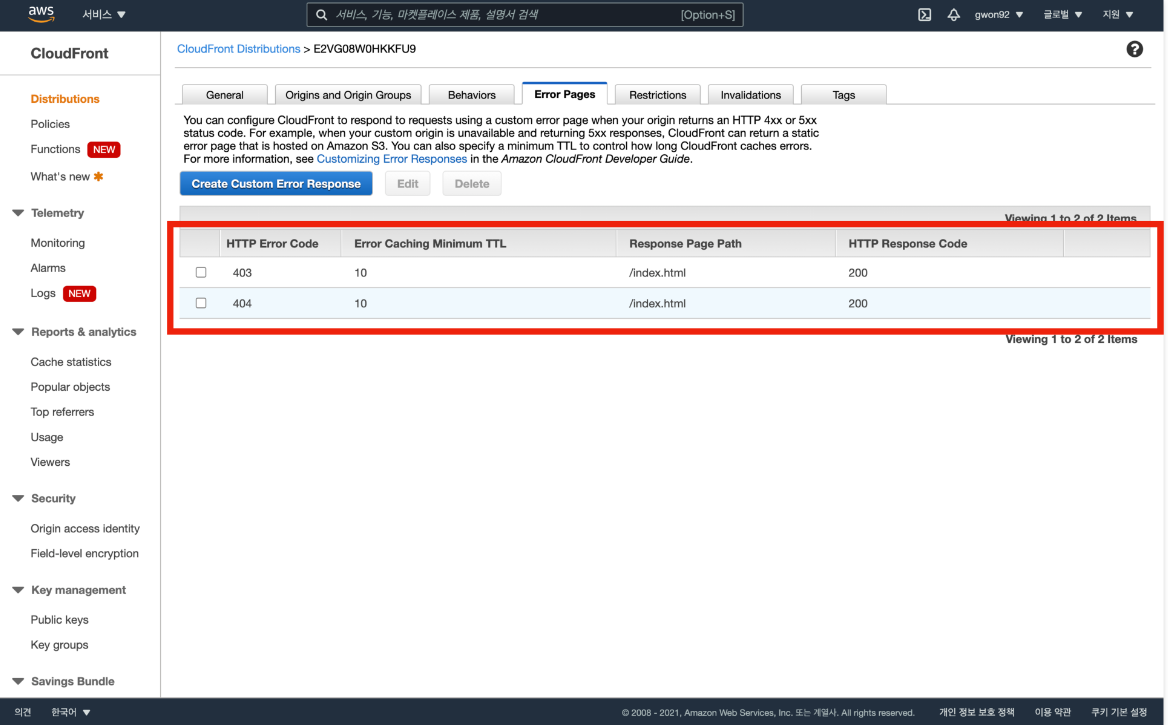 aws 서비스 ▼ 서비스, 기능, 마켓플레이스 제품, 설명서 검색 [Option+S] gwon92 ▼ 글로벌 ▼ 지원 ▼
CloudFront
Distributions
Policies
Functions NEW
What's new
Telemetry
Monitoring
Alarms
Logs NEW
Reports & analytics
Cache statistics
Popular objects
Top referrers
Usage
Viewers
Security
Origin access identity
Field-level encryption
Key management
Public keys
Key groups
Savings Bundle
CloudFront Distributions > E2VG08W0HKKFU9
General Origins and Origin Groups Behaviors Error Pages Restrictions Invalidations Tags
You can configure CloudFront to respond to requests using a custom error page when your origin returns an HTTP 4xx or 5xx
status code. For example, when your custom origin is unavailable and returning 5xx responses, CloudFront can return a static
error page that is hosted on Amazon S3. You can also specify a minimum TTL to control how long CloudFront caches errors.
For more information, see Customizing Error Responses in the Amazon CloudFront Developer Guide.
Create Custom Error Response Edit Delete
Viewing 1 to 2 of 2 Items
HTTP Error Code Error Caching Minimum TTL Response Page Path HTTP Response Code
403 10 /index.html 200
404 10 /index.html 200
Viewing 1 to 2 of 2 Items
의견 한국어 ▼ © 2008 - 2021, Amazon Web Services, Inc. 또는 계열사. All rights reserved. 개인 정보 보호 정책 이용 약관 쿠키 기본 설정